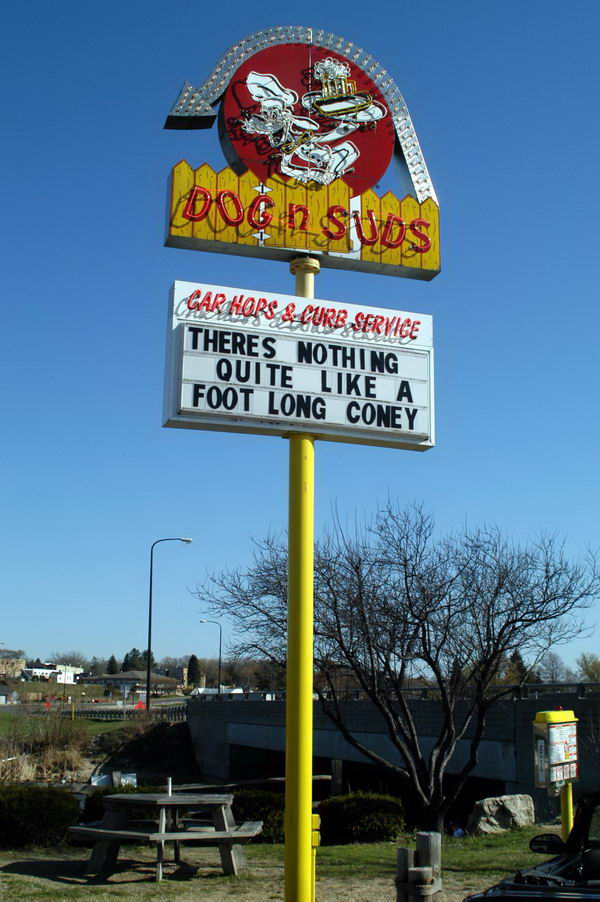 DOG n SUDS
CAR HOPS & CURB SERVICE
THERES NOTHING
QUITE LIKE A
FOOT LONG CONEY